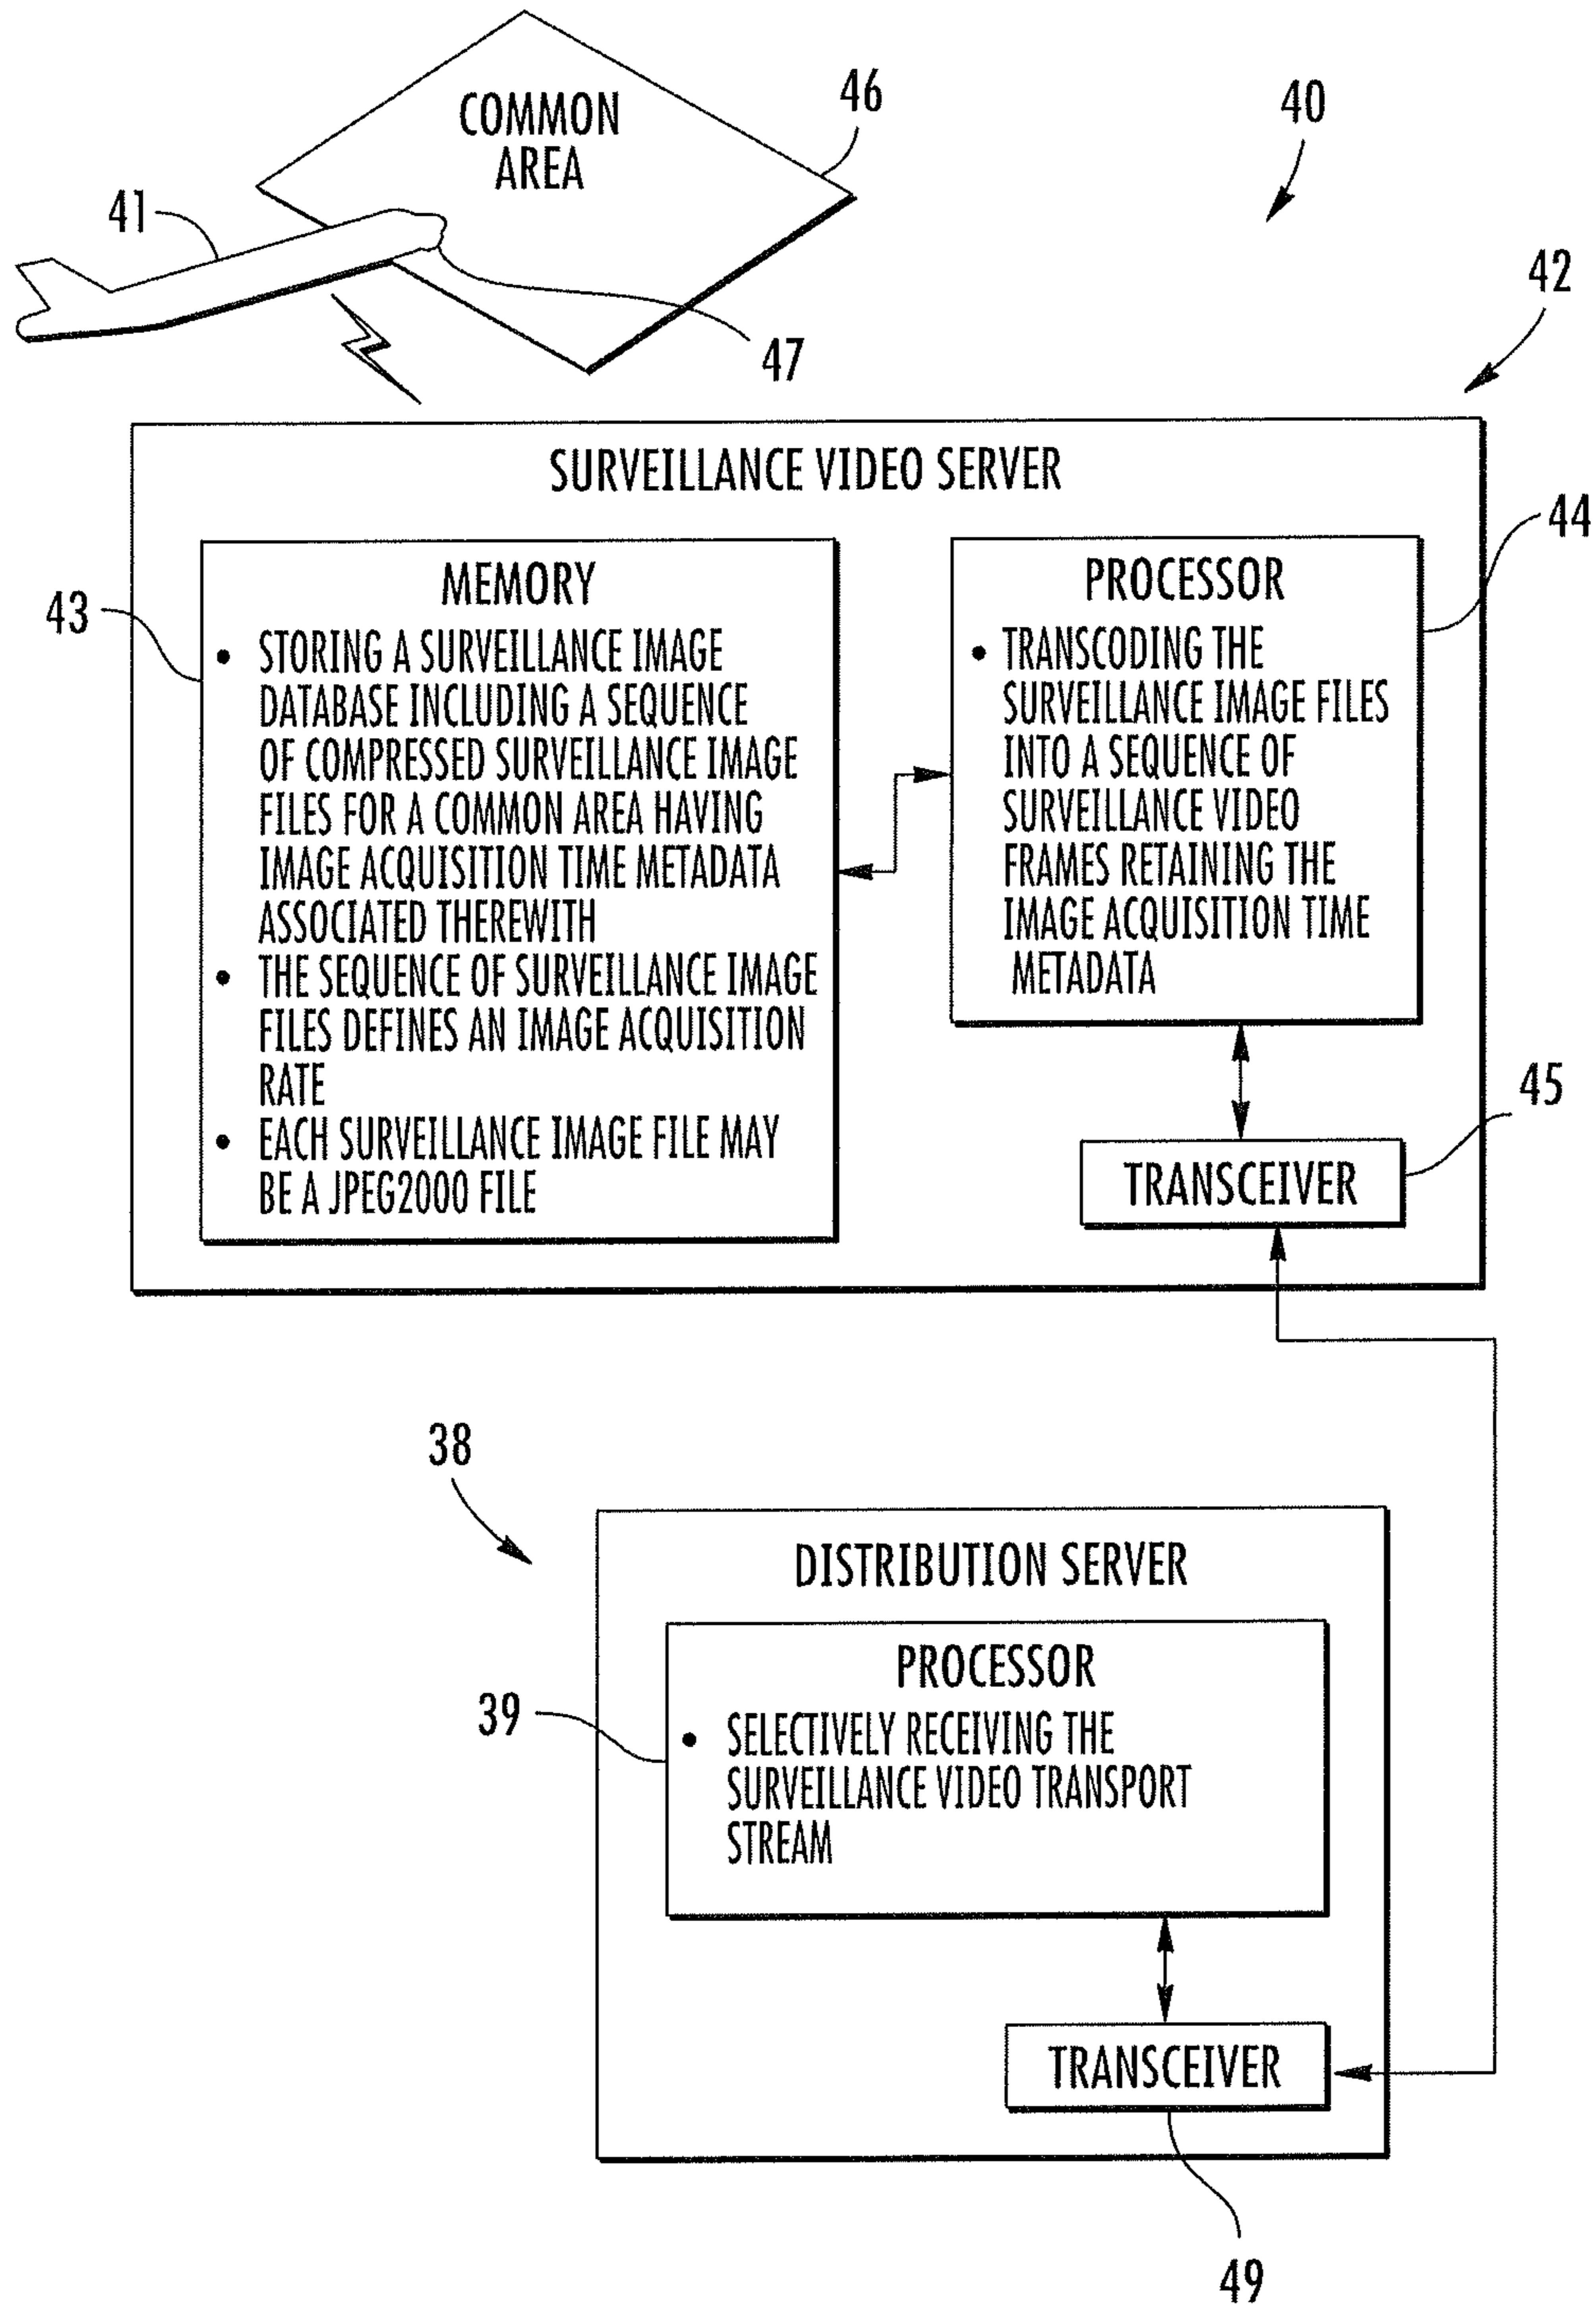 COMMON
AREA
46
40
41
47
42
SURVEILLANCE VIDEO SERVER
44
43
MEMORY
• STORING A SURVEILLANCE IMAGE
DATABASE INCLUDING A SEQUENCE
OF COMPRESSED SURVEILLANCE IMAGE
FILES FOR A COMMON AREA HAVING
IMAGE ACQUISITION TIME METADATA
ASSOCIATED THEREWITH
• THE SEQUENCE OF SURVEILLANCE IMAGE
FILES DEFINES AN IMAGE ACQUISITION
RATE
• EACH SURVEILLANCE IMAGE FILE MAY
BE A JPEG2000 FILE
PROCESSOR
• TRANSCODING THE
SURVEILLANCE IMAGE FILES
INTO A SEQUENCE OF
SURVEILLANCE VIDEO
FRAMES RETAINING THE
IMAGE ACQUISITION TIME
METADATA
45
TRANSCEIVER
38
DISTRIBUTION SERVER
39
PROCESSOR
• SELECTIVELY RECEIVING THE
SURVEILLANCE VIDEO TRANSPORT
STREAM
TRANSCEIVER
49